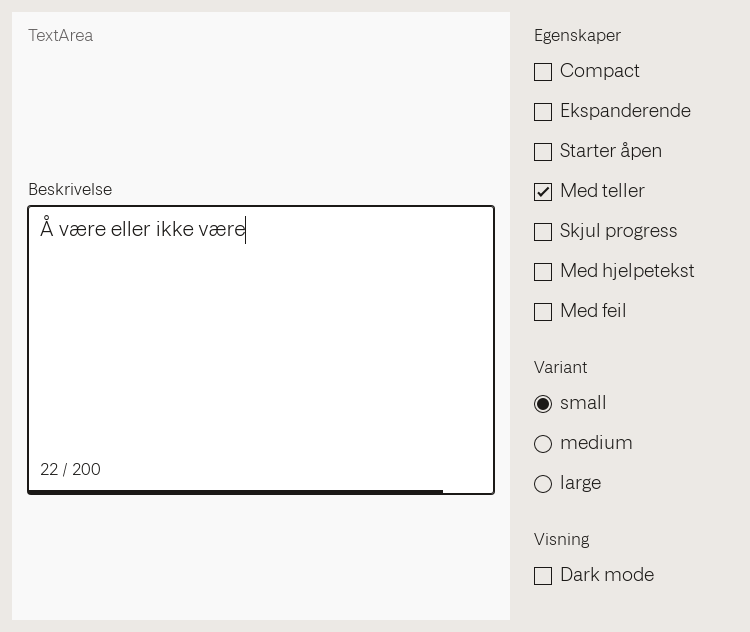 TextArea
Beskrivelse
Å være eller ikke være
22 / 200
Egenskaper
Compact
Ekspanderende
Starter åpen
Med teller
Skjul progress
Med hjelpetekst
Med feil
Variant
small
medium
large
Visning
Dark mode